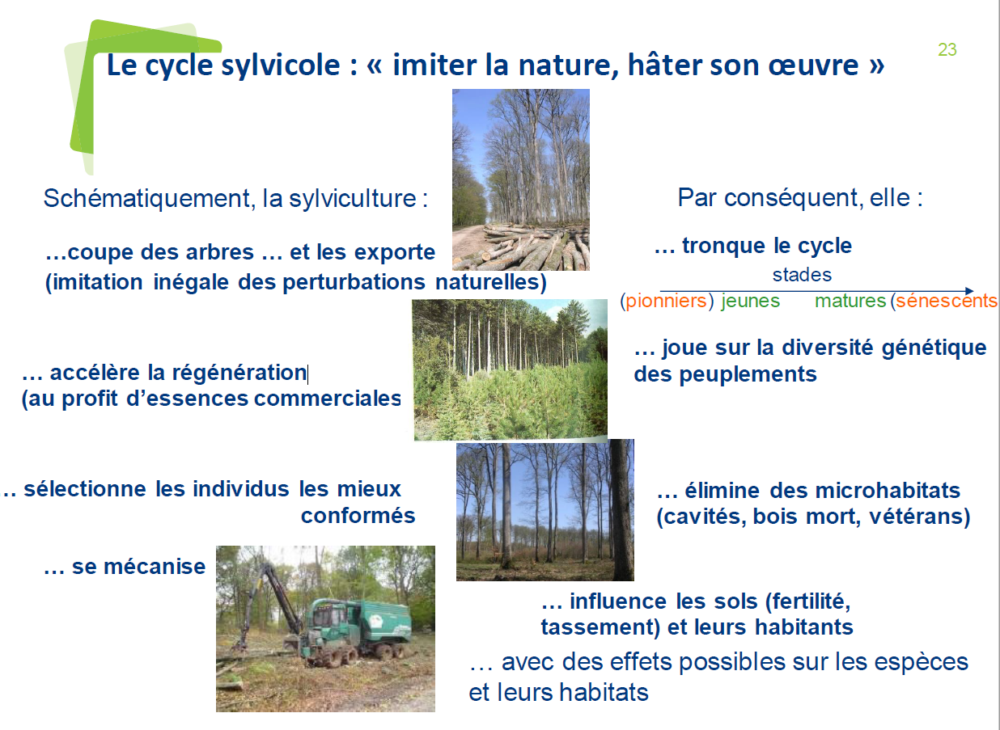 23
Le cycle sylvicole : « imiter la nature, hâter son œuvre »
Schématiquement, la sylviculture :
…coupe des arbres … et les exporte
(imitation inégale des perturbations naturelles)
… accélère la régénération
(au profit d’essences commerciales
… sélectionne les individus les mieux
conformés
… se mécanise
Par conséquent, elle :
… tronque le cycle
stades
(pionniers) jeunes matures (sénescents
… joue sur la diversité génétique
des peuplements
… élimine des microhabitats
(cavités, bois mort, vétérans)
… influence les sols (fertilité,
tassement) et leurs habitants
… avec des effets possibles sur les espèces
et leurs habitats